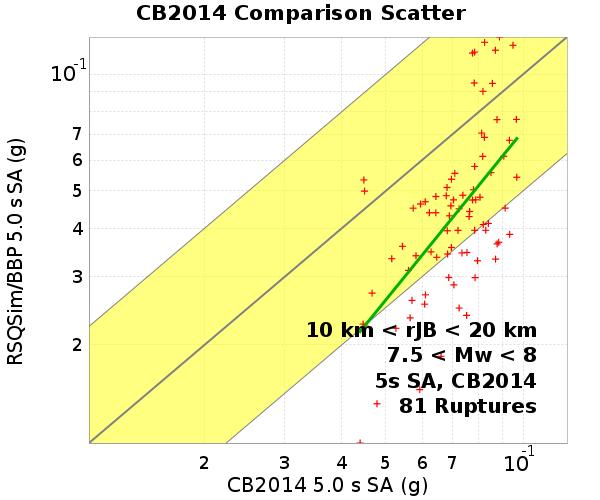 CB2014 Comparison Scatter
RSQSim/BBP 5.0 s SA (g)
10⁻¹
7
6
5
4
3
2
10 km < rJB < 20 km
7.5 < Mw < 8
5s SA, CB2014
81 Ruptures
2 3 4 5 6 7 10⁻¹
CB2014 5.0 s SA (g)